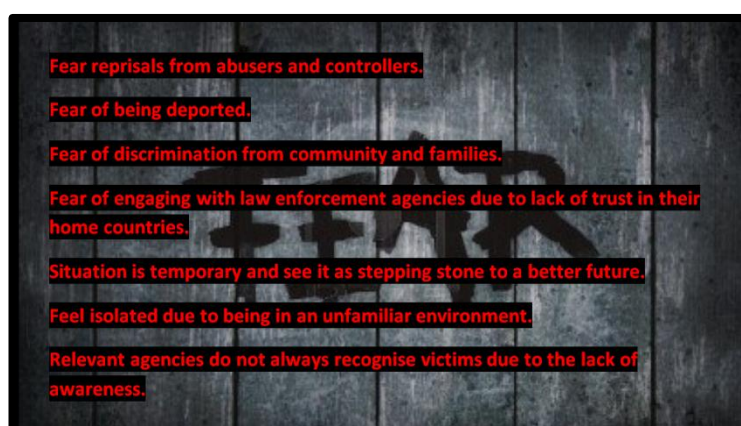 Fear reprisals from abusers and controllers.
Fear of being deported.
Fear of discrimination from community and families.
Fear of engaging with law enforcement agencies due to lack of trust in their
home countries.
Situation is temporary and see it as stepping stone to a better future.
Feel isolated due to being in an unfamiliar environment.
Relevant agencies do not always recognise victims due to the lack of
awareness.
FEAR